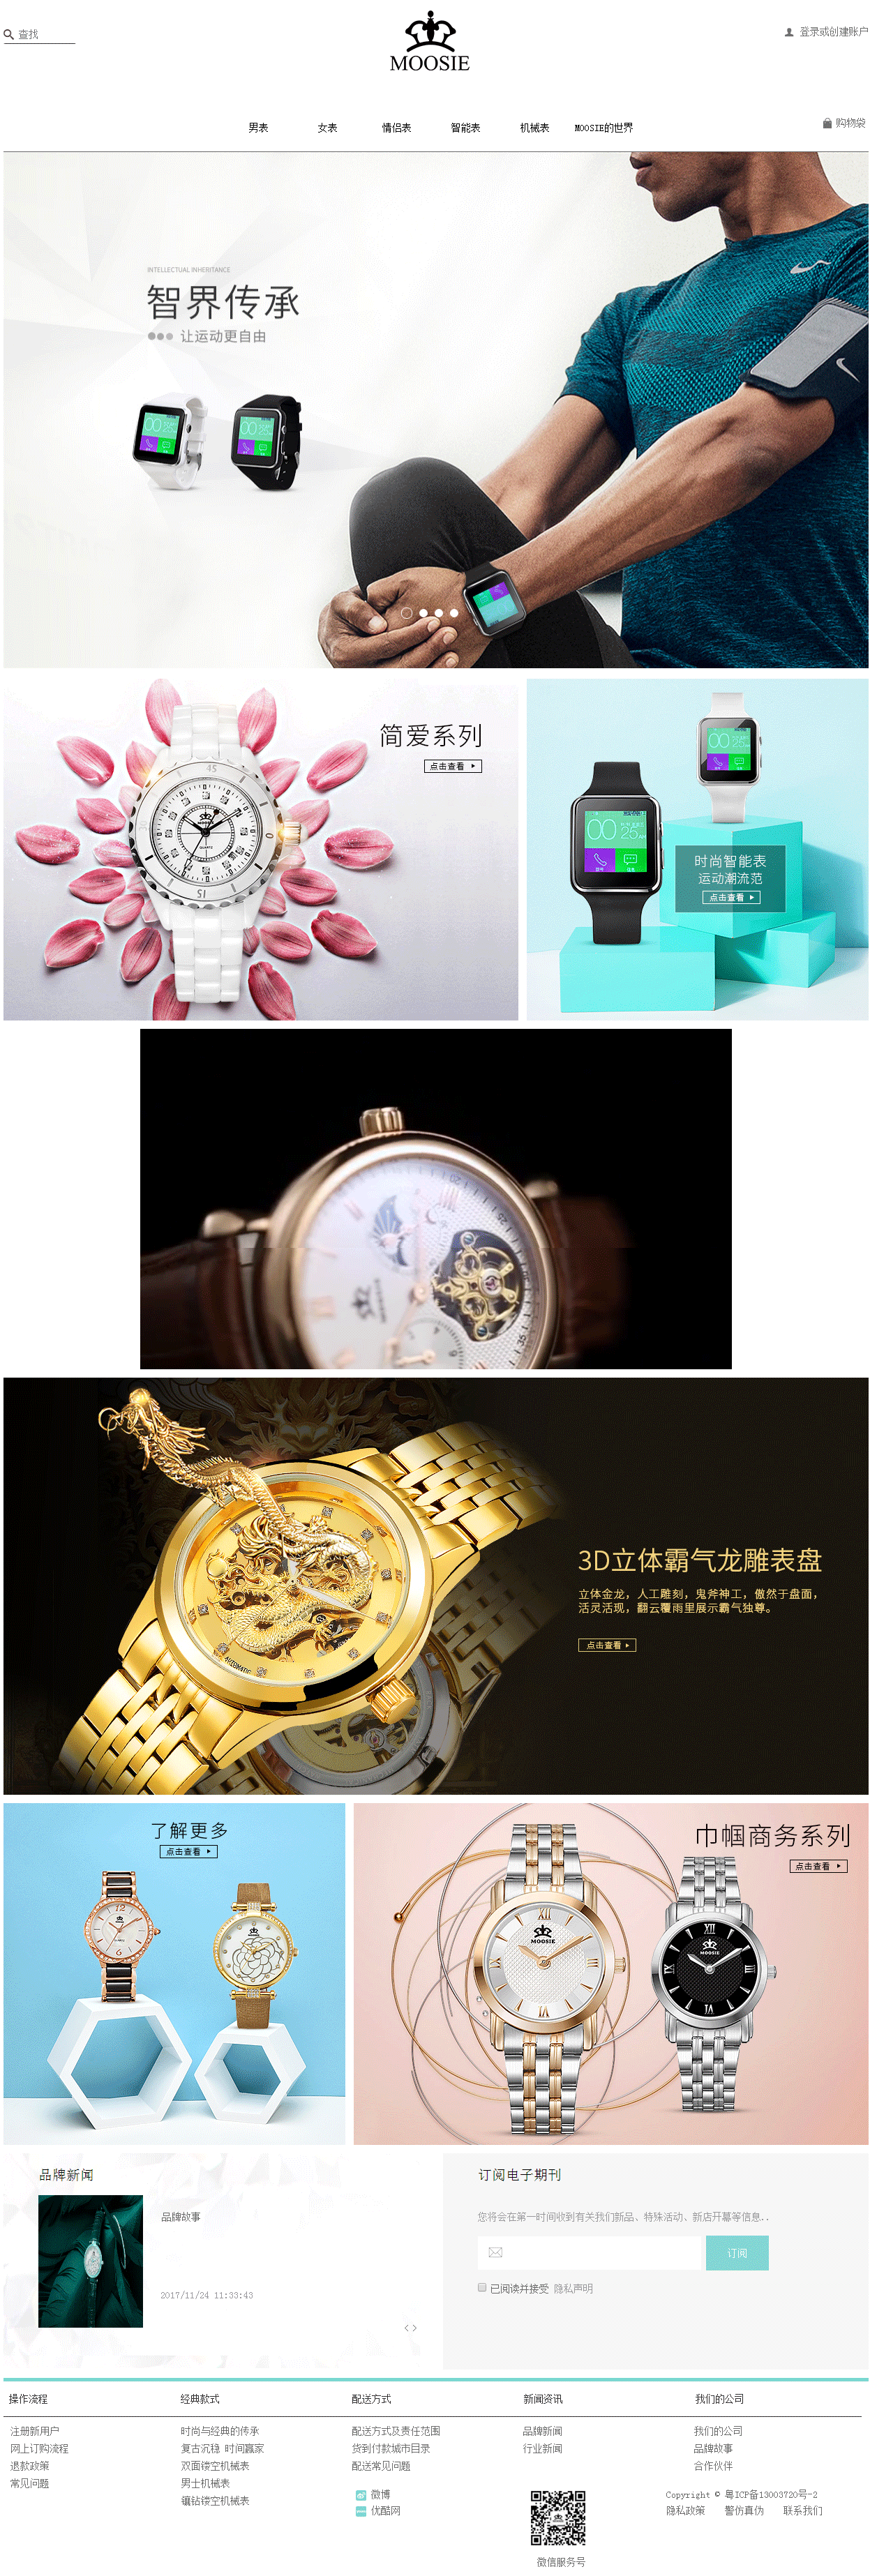 查找
MOOSIE
登录或创建账户
男表
女表
情侣表
智能表
机械表
MOOSIE的世界
购物袋
INTELLECTUAL INHERITANCE
智界传承
让运动更自由
简爱系列
点击查看
时尚智能表
运动潮流范
点击查看
3D立体霸气龙雕表盘
立体金龙，人工雕刻，鬼斧神工，傲然于盘面，
活灵活现，翻云覆雨里展示霸气独尊。
点击查看
了解更多
点击查看
巾帼商务系列
点击查看
MOOSIE
MOOSIE
品牌新闻
品牌故事
2017/11/24 11:33:43
订阅电子期刊
您将会在第一时间收到有关我们新品、特殊活动、新店开幕等信息..
订阅
已阅读并接受 隐私声明
操作流程
注册新用户
网上订购流程
退款政策
常见问题
经典款式
时尚与经典的传承
复古沉稳 时间赢家
双面镂空机械表
男士机械表
镶钻镂空机械表
配送方式
配送方式及责任范围
货到付款城市目录
配送常见问题
新闻资讯
品牌新闻
行业新闻
我们的公司
我们的公司
品牌故事
合作伙伴
微博
优酷网
微信服务号
Copyright © 粤ICP备13003720号-2
隐私政策 警仿真伪 联系我们